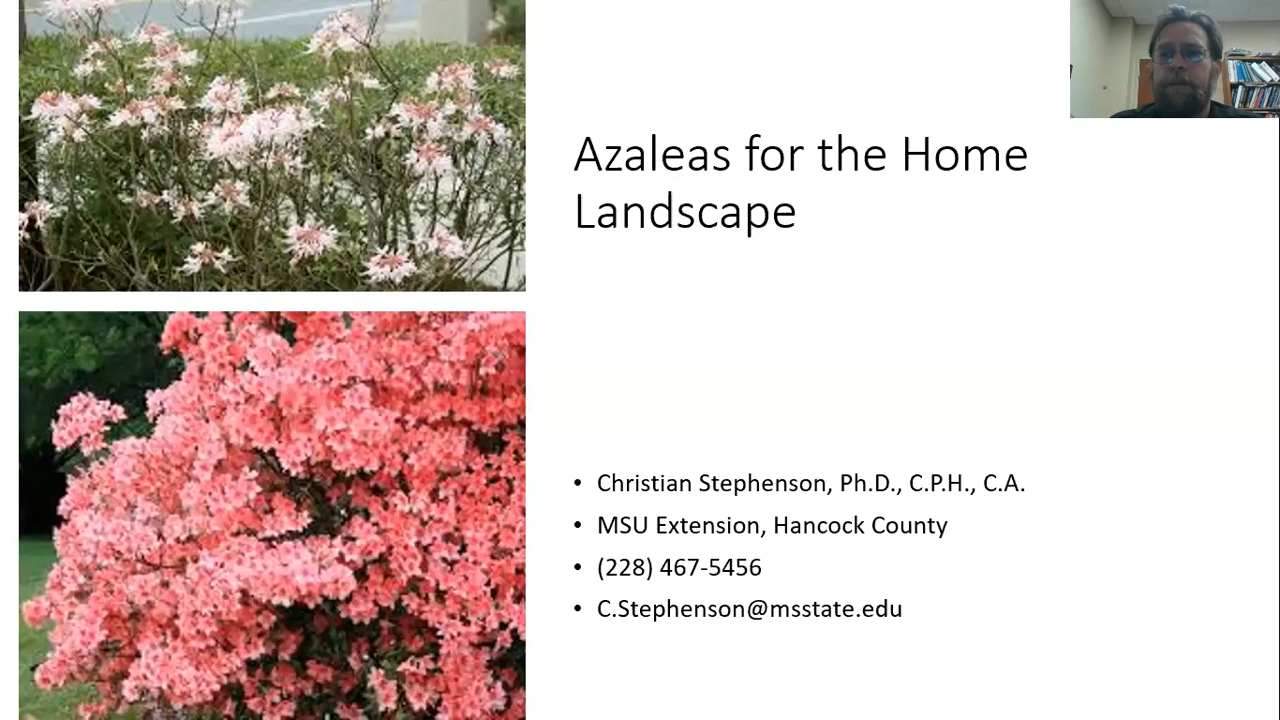 Azaleas for the Home
Landscape
• Christian Stephenson, Ph.D., C.P.H., C.A.
• MSU Extension, Hancock County
• (228) 467-5456
• C.Stephenson@msstate.edu